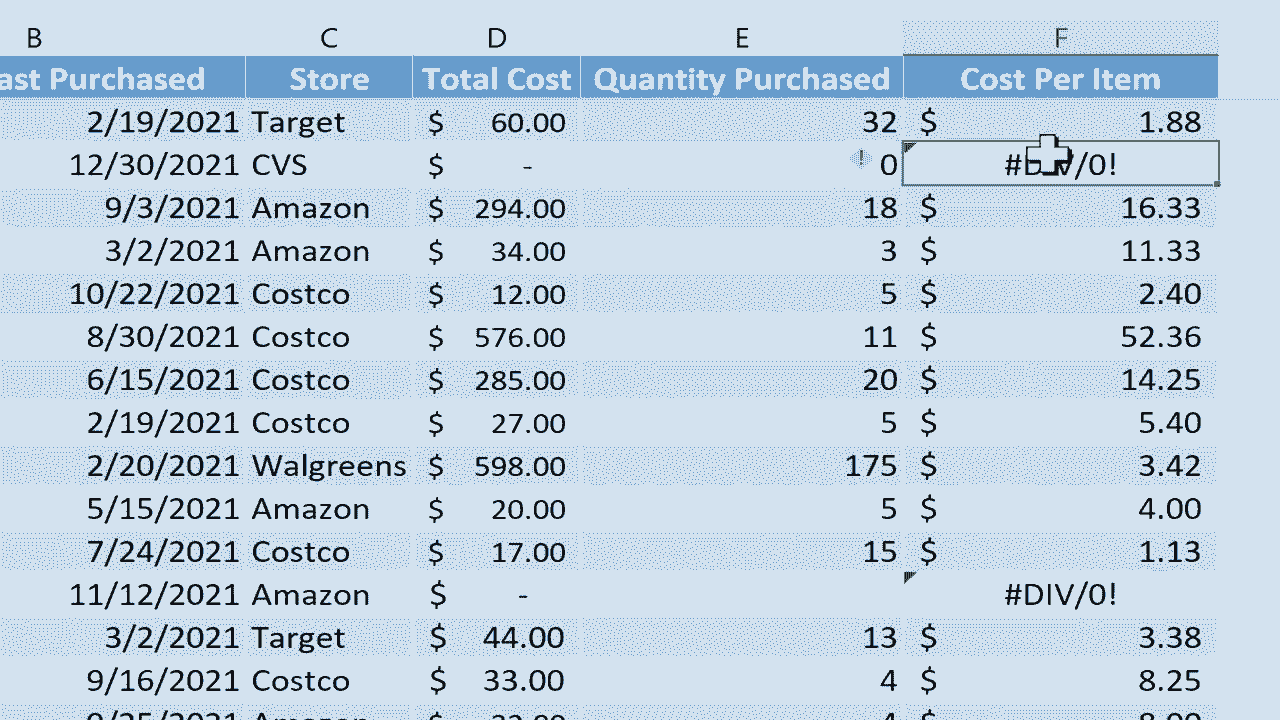 B C D E F
ast Purchased Store Total Cost Quantity Purchased Cost Per Item
2/19/2021 Target $ 60.00 32 $ 1.88
12/30/2021 CVS $ - 0 #DIV/0!
9/3/2021 Amazon $ 294.00 18 $ 16.33
3/2/2021 Amazon $ 34.00 3 $ 11.33
10/22/2021 Costco $ 12.00 5 $ 2.40
8/30/2021 Costco $ 576.00 11 $ 52.36
6/15/2021 Costco $ 285.00 20 $ 14.25
2/19/2021 Costco $ 27.00 5 $ 5.40
2/20/2021 Walgreens $ 598.00 175 $ 3.42
5/15/2021 Amazon $ 20.00 5 $ 4.00
7/24/2021 Costco $ 17.00 15 $ 1.13
11/12/2021 Amazon $ - #DIV/0!
3/2/2021 Target $ 44.00 13 $ 3.38
9/16/2021 Costco $ 33.00 4 $ 8.25